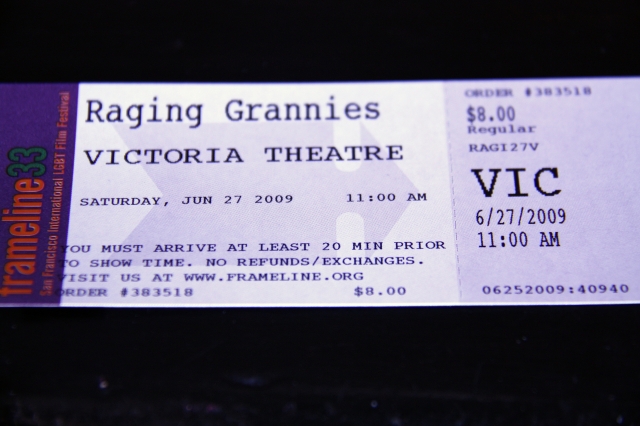 frameline33
San Francisco International LGBT Film Festival
Raging Grannies
VICTORIA THEATRE
SATURDAY, JUN 27 2009 11:00 AM
YOU MUST ARRIVE AT LEAST 20 MIN PRIOR
TO SHOW TIME. NO REFUNDS/EXCHANGES.
VISIT US AT WWW.FRAMELINE.ORG
ORDER #383518 $8.00
ORDER #383518
$8.00
Regular
RAGI27V
VIC
6/27/2009
11:00 AM
06252009:40940